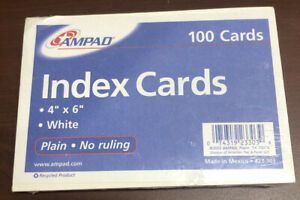 AMPAD
100 Cards
Index Cards
• 4" x 6"
• White
Plain • No ruling
www.ampad.com
Recycled Product
Made in Mexico